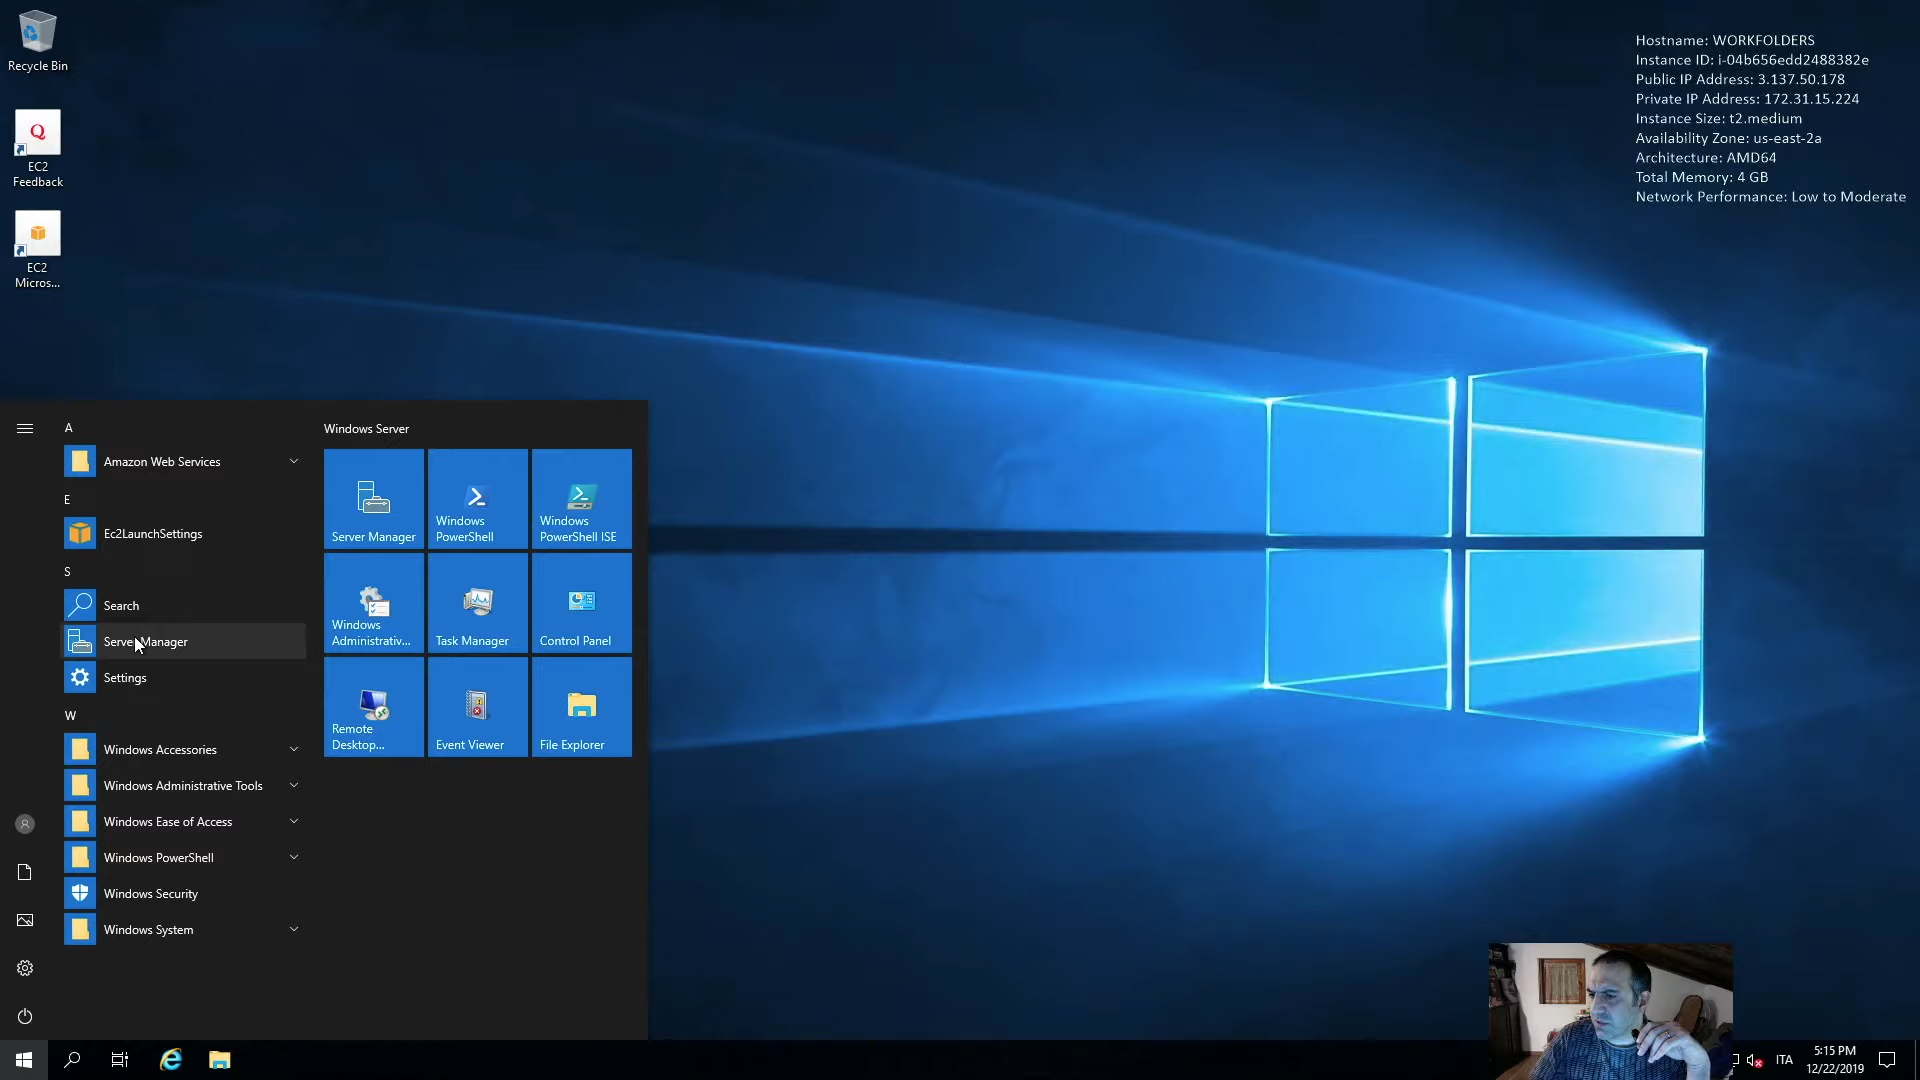 Recycle Bin
EC2
Feedback
EC2
Micros...
Hostname: WORKFOLDERS
Instance ID: i-04b656edd2488382e
Public IP Address: 3.137.50.178
Private IP Address: 172.31.15.224
Instance Size: t2.medium
Availability Zone: us-east-2a
Architecture: AMD64
Total Memory: 4 GB
Network Performance: Low to Moderate
A
Amazon Web Services
E
Ec2LaunchSettings
S
Search
Server Manager
Settings
W
Windows Accessories
Windows Administrative Tools
Windows Ease of Access
Windows PowerShell
Windows Security
Windows System
Windows Server
Server Manager
Windows
PowerShell
Windows
PowerShell ISE
Windows
Administrativ...
Task Manager
Control Panel
Remote
Desktop...
Event Viewer
File Explorer
ITA
5:15 PM
12/22/2019